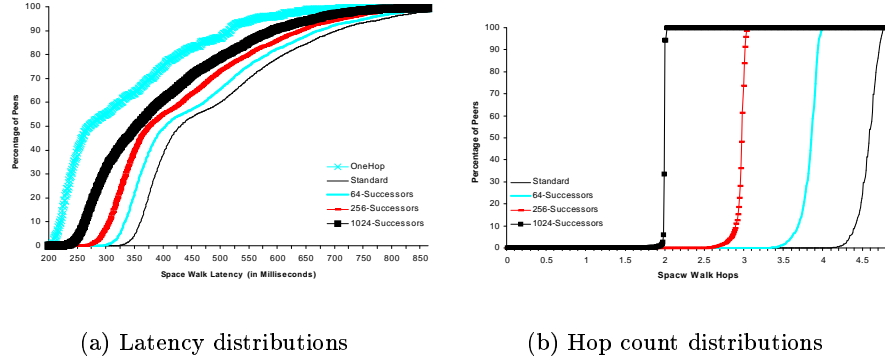 100
90
80
70
60
50
40
30
20
10
0
Percentage of Peers
OneHop
Standard
64-Successors
256-Successors
1024-Successors
200 250 300 350 400 450 500 550 600 650 700 750 800 850
Space Walk Latency (in Milliseconds)
(a) Latency distributions
100
90
80
70
60
50
40
30
20
10
0
Percentage of Peers
Standard
64-Successors
256-Successors
1024-Successors
0 0.5 1 1.5 2 2.5 3 3.5 4 4.5
Spacw Walk Hops
(b) Hop count distributions